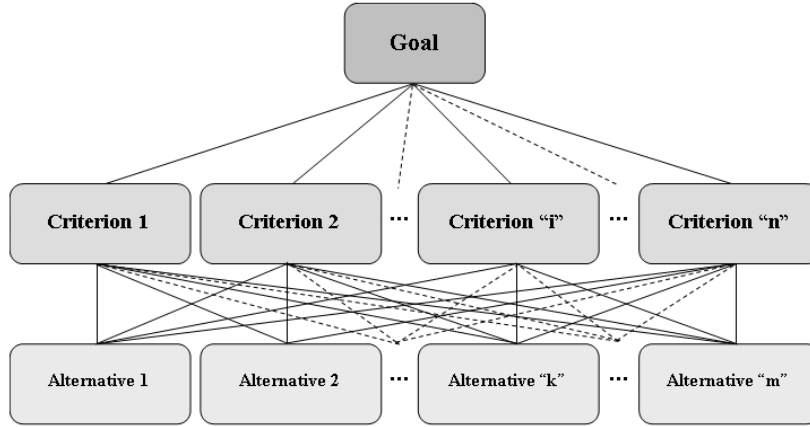 Goal
Criterion 1
Criterion 2
...
Criterion “i”
...
Criterion “n”
Alternative 1
Alternative 2
...
Alternative “k”
...
Alternative “m”